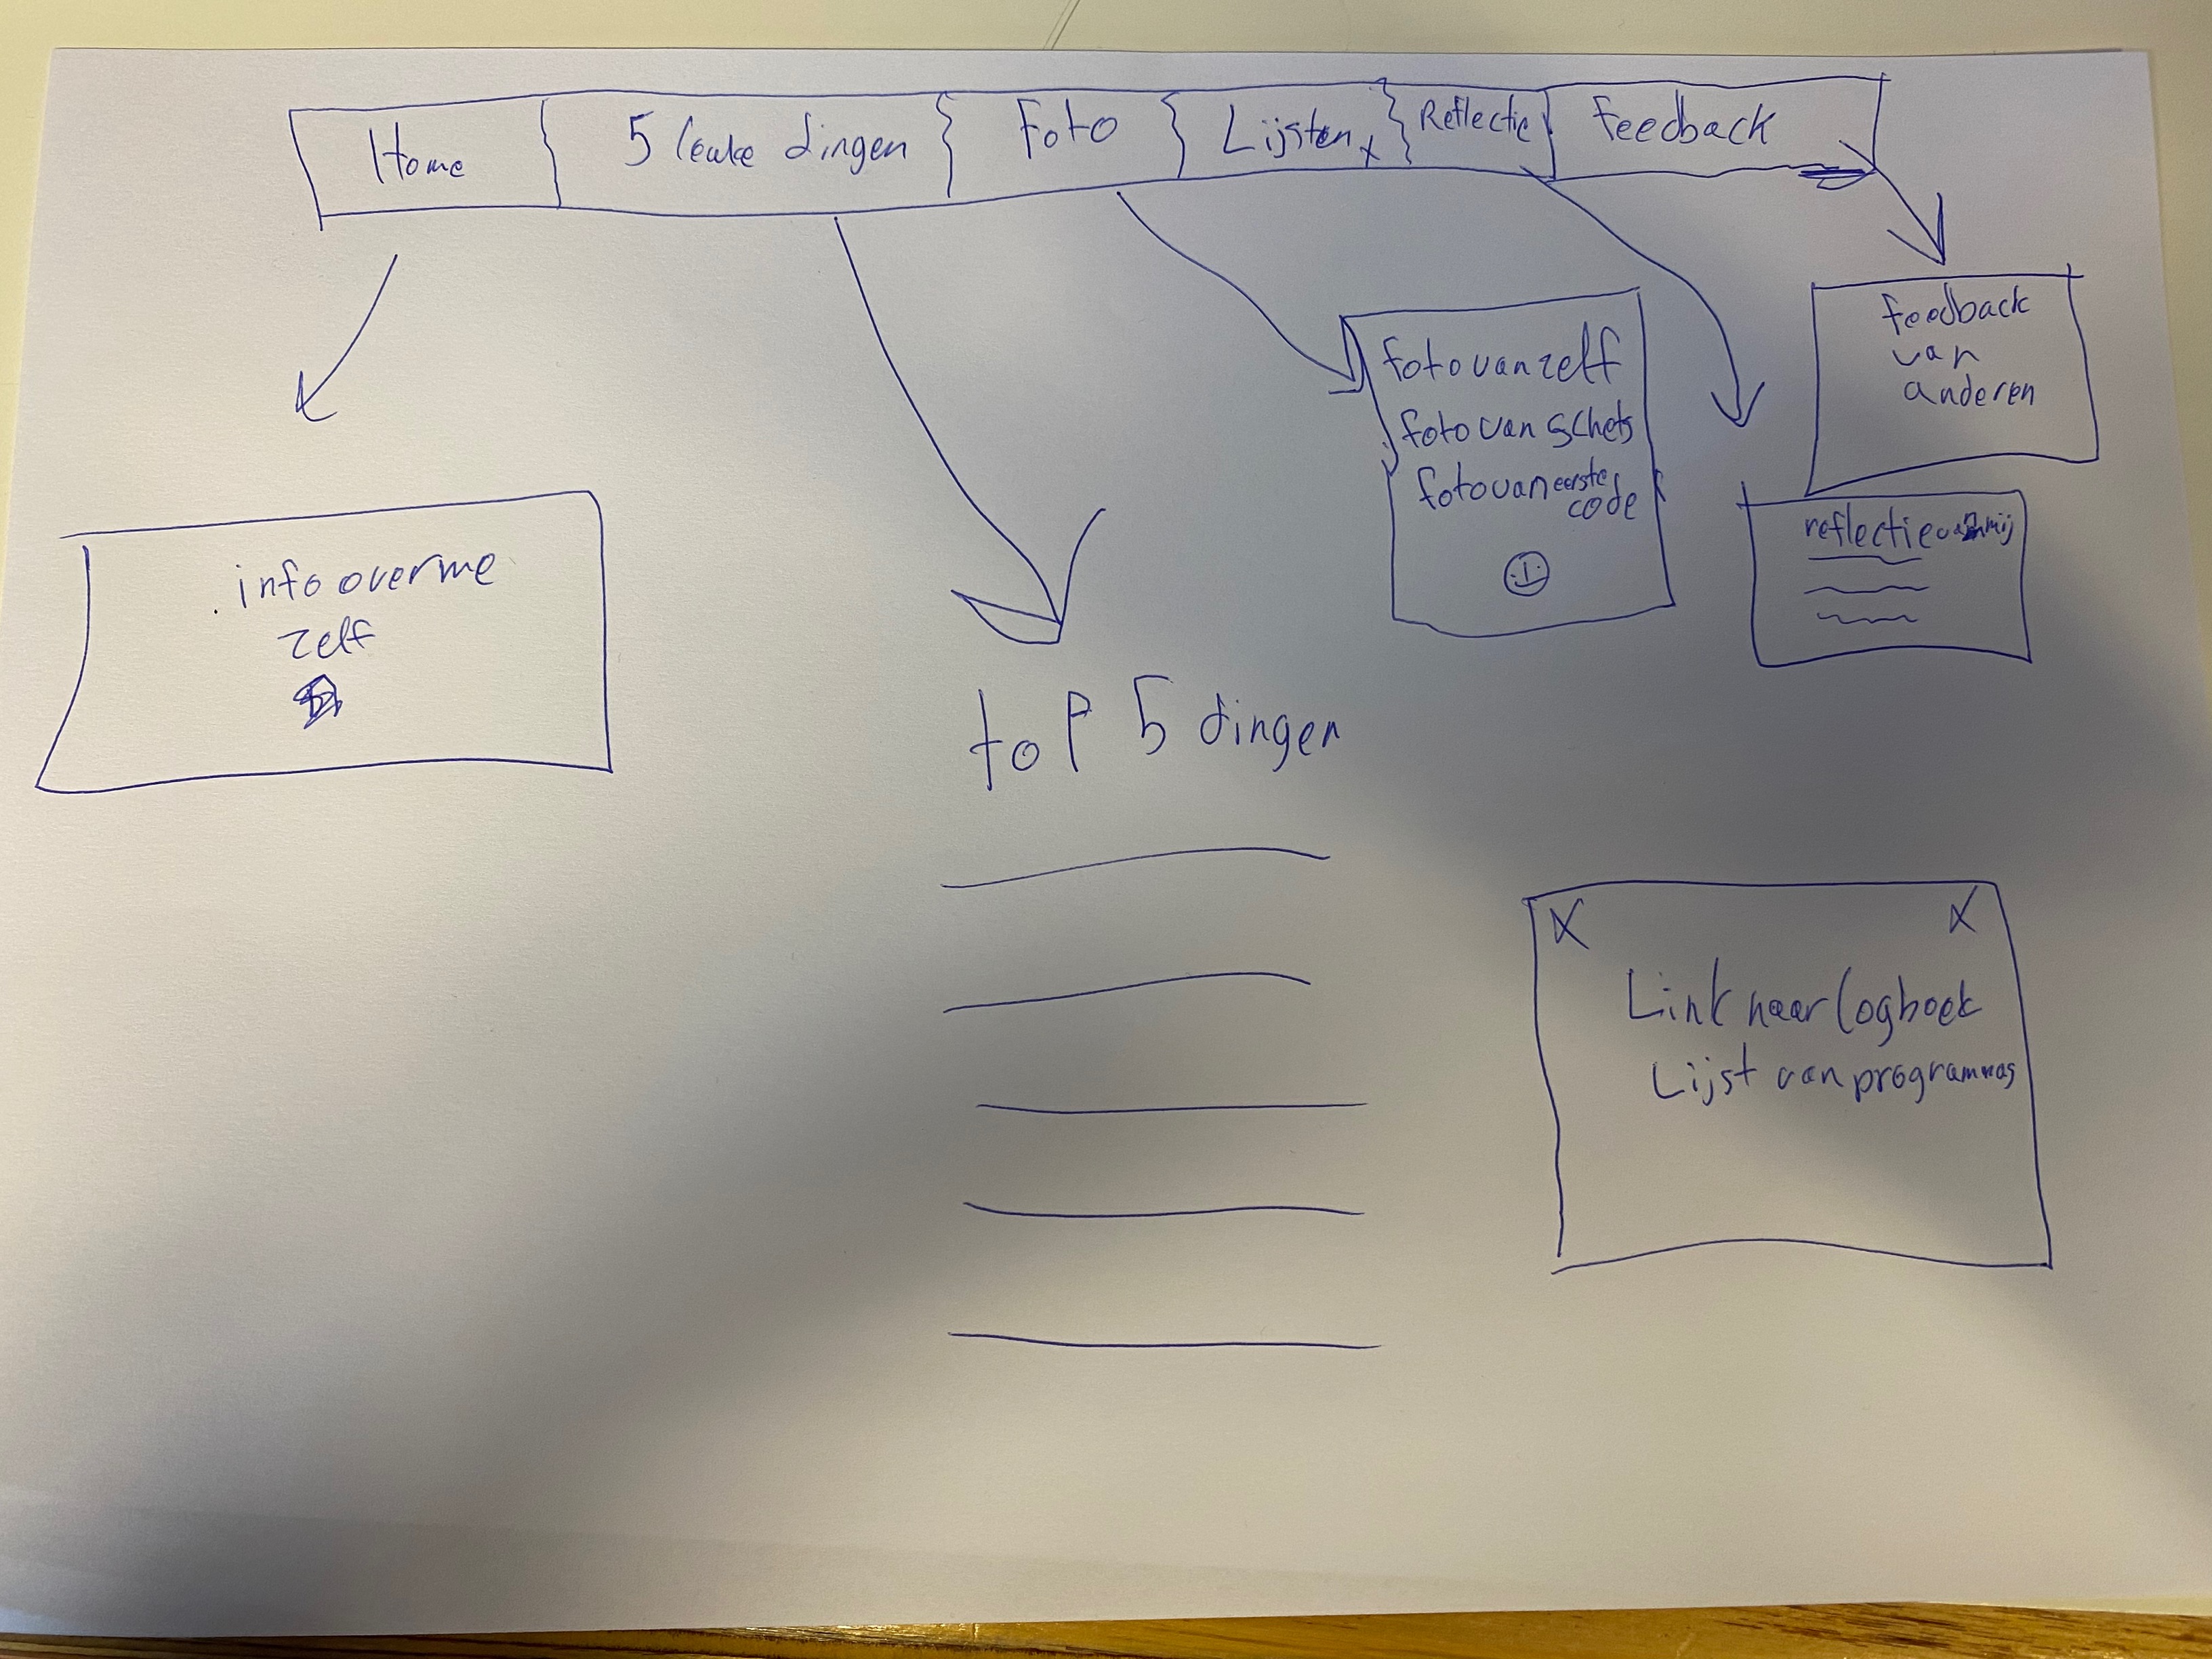 Home
5 leuke dingen
Foto
Lijsten x
Reflectie
feedback
feedback
van
anderen
foto van zelf
foto van schets
foto van eerste
code
reflectie van mij
info over me
zelf
top 5 dingen
x x
Link naar logboek
Lijst van programmas